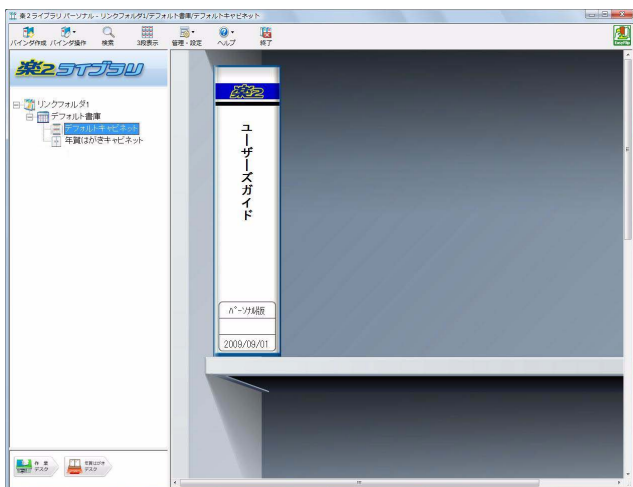 楽2ライブラリ パーソナル - リンクフォルダ1/デフォルト書庫/デフォルトキャビネット
バインダ作成 バインダ操作 検索 3段表示 管理・設定 ヘルプ 終了
楽2ライブラリ
リンクフォルダ1
デフォルト書庫
デフォルトキャビネット
年賀はがきキャビネット
楽2
ユーザーズガイド
パーソナル版
2009/09/01
作業
デスク
年賀はがき
デスク